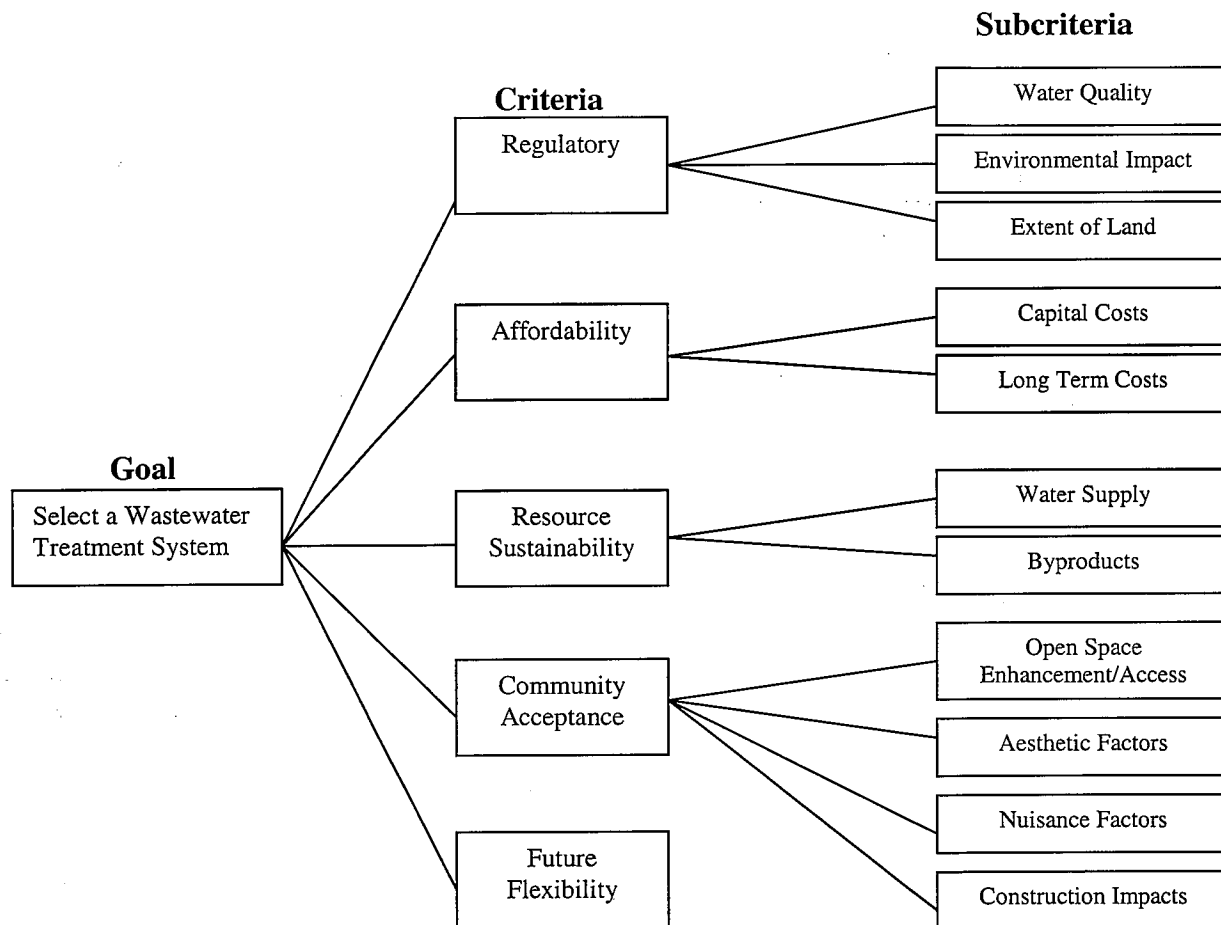 Subcriteria
Criteria
Goal
Select a Wastewater
Treatment System
Regulatory
Water Quality
Environmental Impact
Extent of Land
Affordability
Capital Costs
Long Term Costs
Resource
Sustainability
Water Supply
Byproducts
Community
Acceptance
Open Space
Enhancement/Access
Aesthetic Factors
Nuisance Factors
Construction Impacts
Future
Flexibility